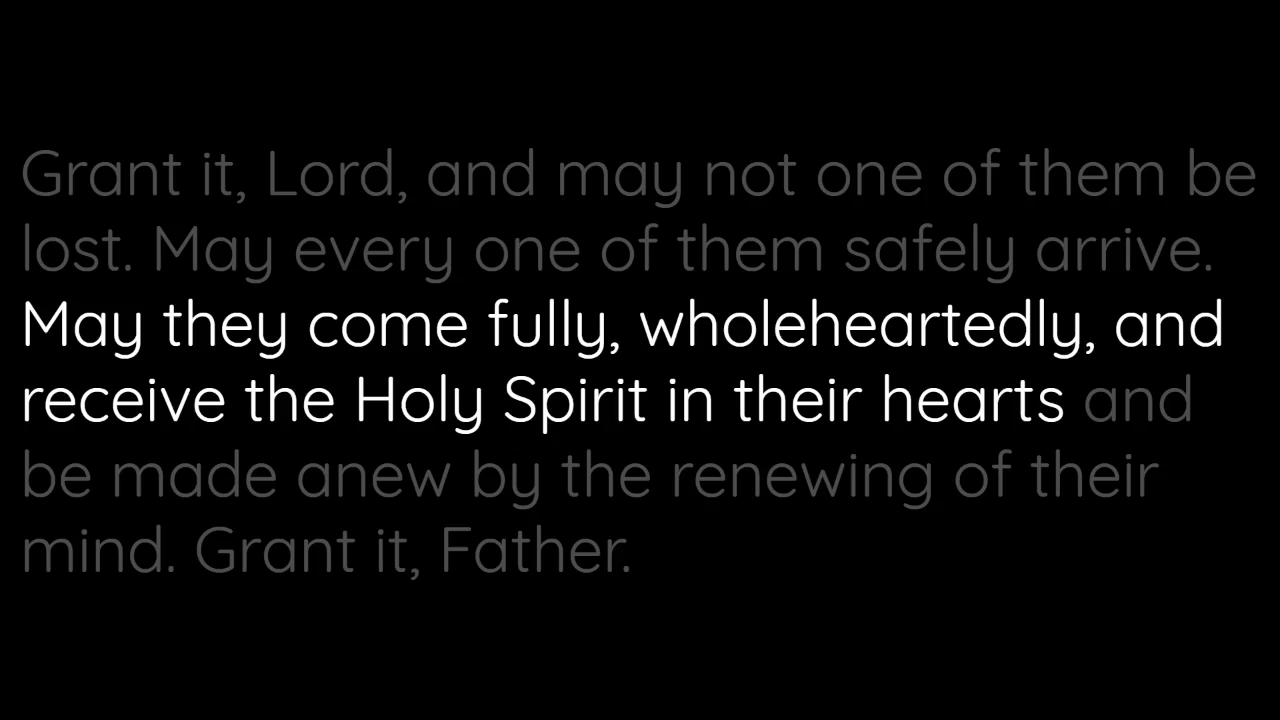 Grant it, Lord, and may not one of them be
lost. May every one of them safely arrive.
May they come fully, wholeheartedly, and
receive the Holy Spirit in their hearts and
be made anew by the renewing of their
mind. Grant it, Father.